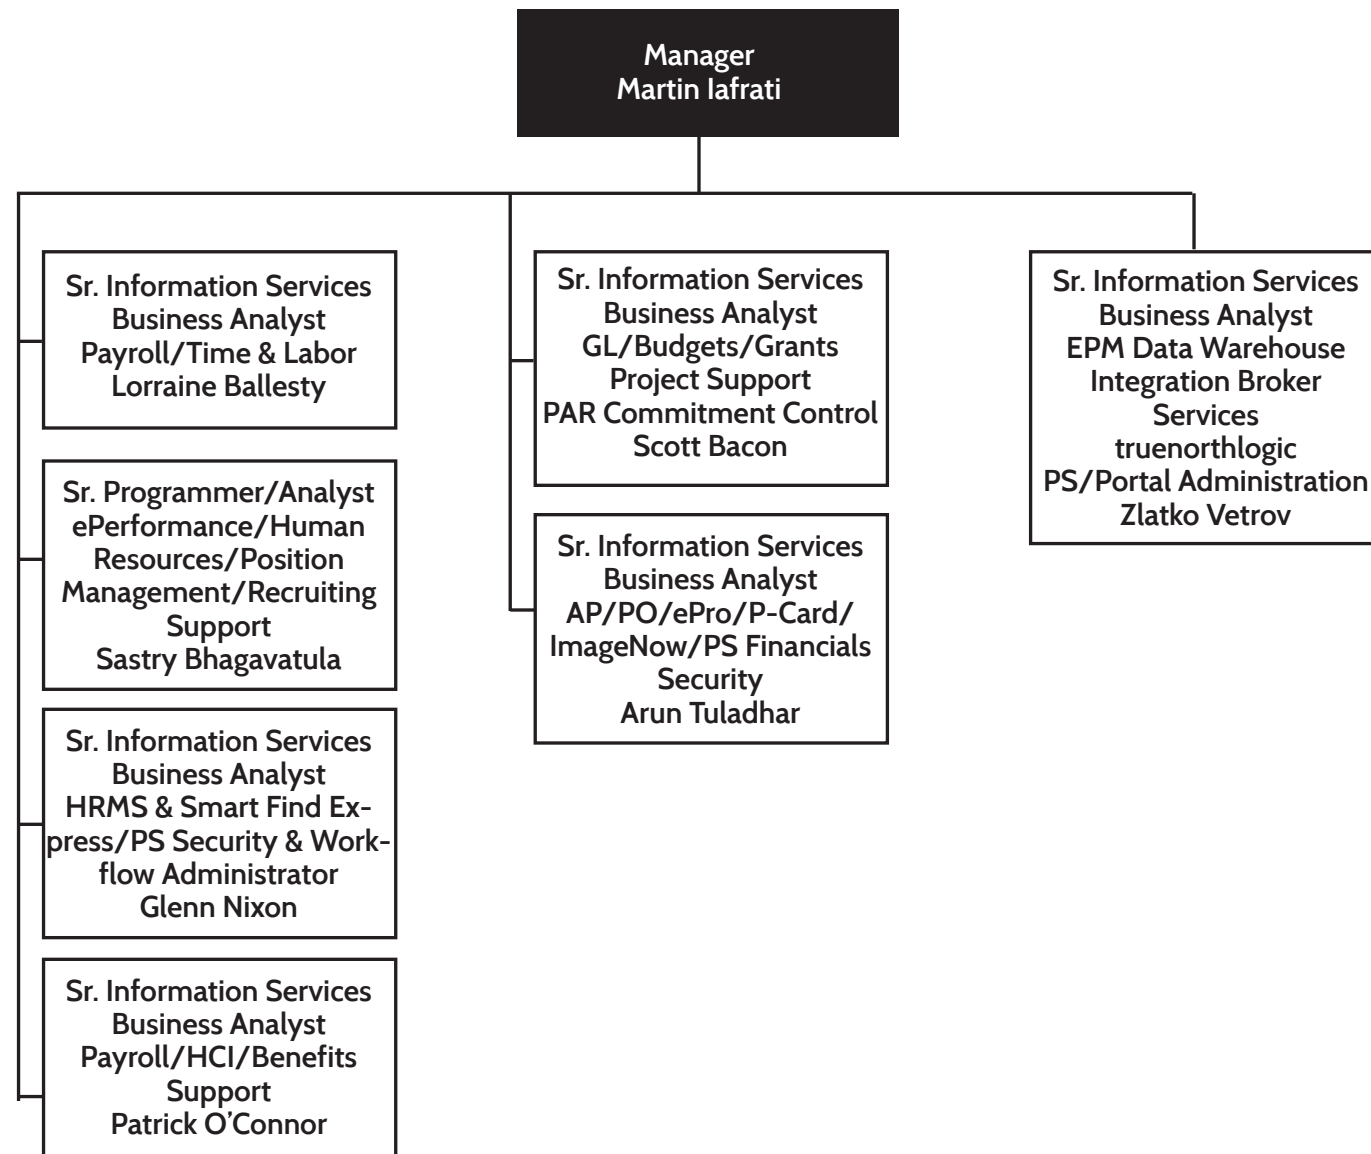 Manager
Martin Iafrati
Sr. Information Services
Business Analyst
Payroll/Time & Labor
Lorraine Ballesty
Sr. Programmer/Analyst
ePerformance/Human
Resources/Position
Management/Recruiting
Support
Sastry Bhagavatula
Sr. Information Services
Business Analyst
HRMS & Smart Find Ex-
press/PS Security & Work-
flow Administrator
Glenn Nixon
Sr. Information Services
Business Analyst
Payroll/HCI/Benefits
Support
Patrick O’Connor
Sr. Information Services
Business Analyst
GL/Budgets/Grants
Project Support
PAR Commitment Control
Scott Bacon
Sr. Information Services
Business Analyst
AP/PO/ePro/P-Card/
ImageNow/PS Financials
Security
Arun Tuladhar
Sr. Information Services
Business Analyst
EPM Data Warehouse
Integration Broker
Services
truenorthlogic
PS/Portal Administration
Zlatko Vetrov